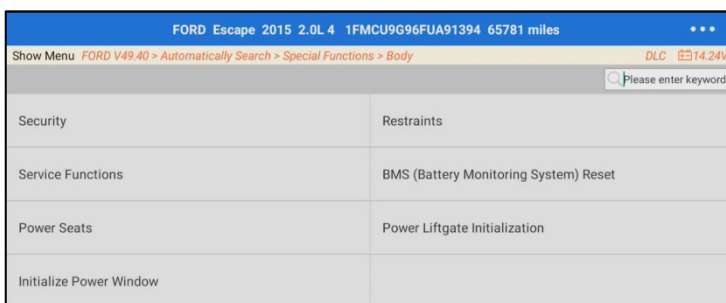 FORD Escape 2015 2.0L 4 1FMCU9G96FUA91394 65781 miles
Show Menu FORD V49.40 > Automatically Search > Special Functions > Body DLC 14.24V
Please enter keyword
Security Restraints
Service Functions BMS (Battery Monitoring System) Reset
Power Seats Power Liftgate Initialization
Initialize Power Window